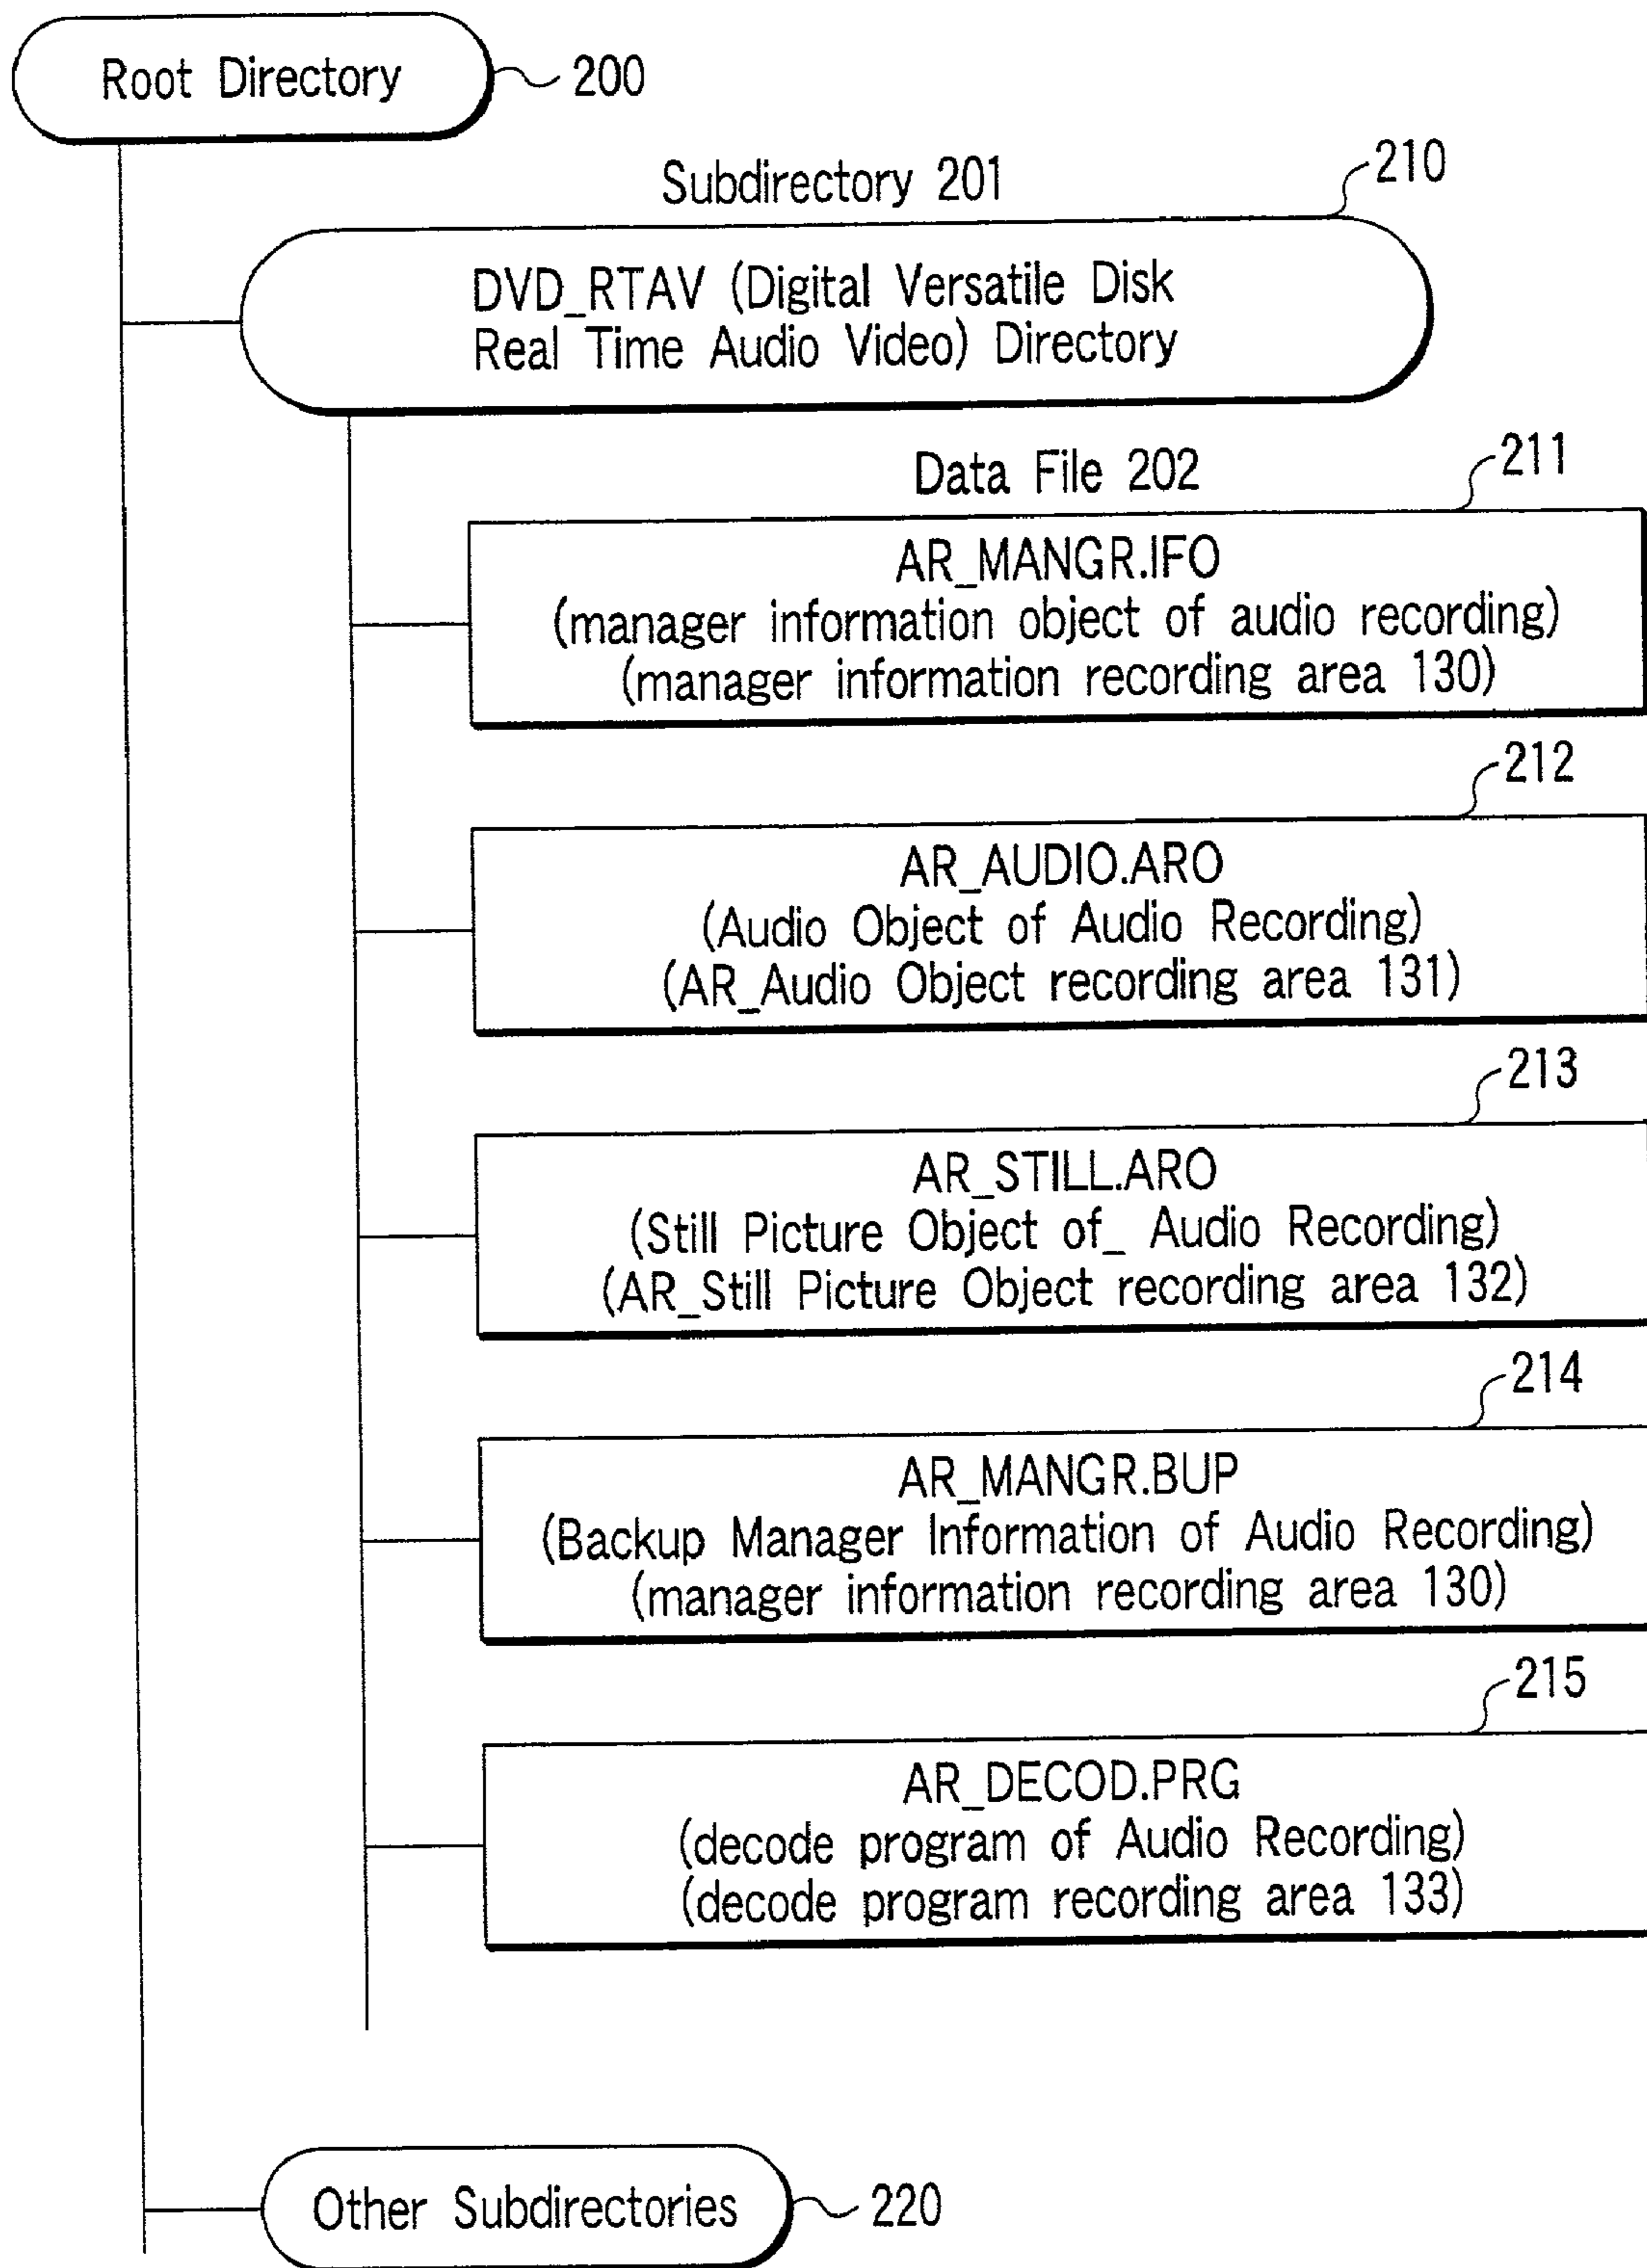 Root Directory 200
Subdirectory 201
210
DVD_RTAV (Digital Versatile Disk
Real Time Audio Video) Directory
Data File 202
211
AR_MANGR.IFO
(manager information object of audio recording)
(manager information recording area 130)
212
AR_AUDIO.ARO
(Audio Object of Audio Recording)
(AR_Audio Object recording area 131)
213
AR_STILL.ARO
(Still Picture Object of_ Audio Recording)
(AR_Still Picture Object recording area 132)
214
AR_MANGR.BUP
(Backup Manager Information of Audio Recording)
(manager information recording area 130)
215
AR_DECOD.PRG
(decode program of Audio Recording)
(decode program recording area 133)
Other Subdirectories 220